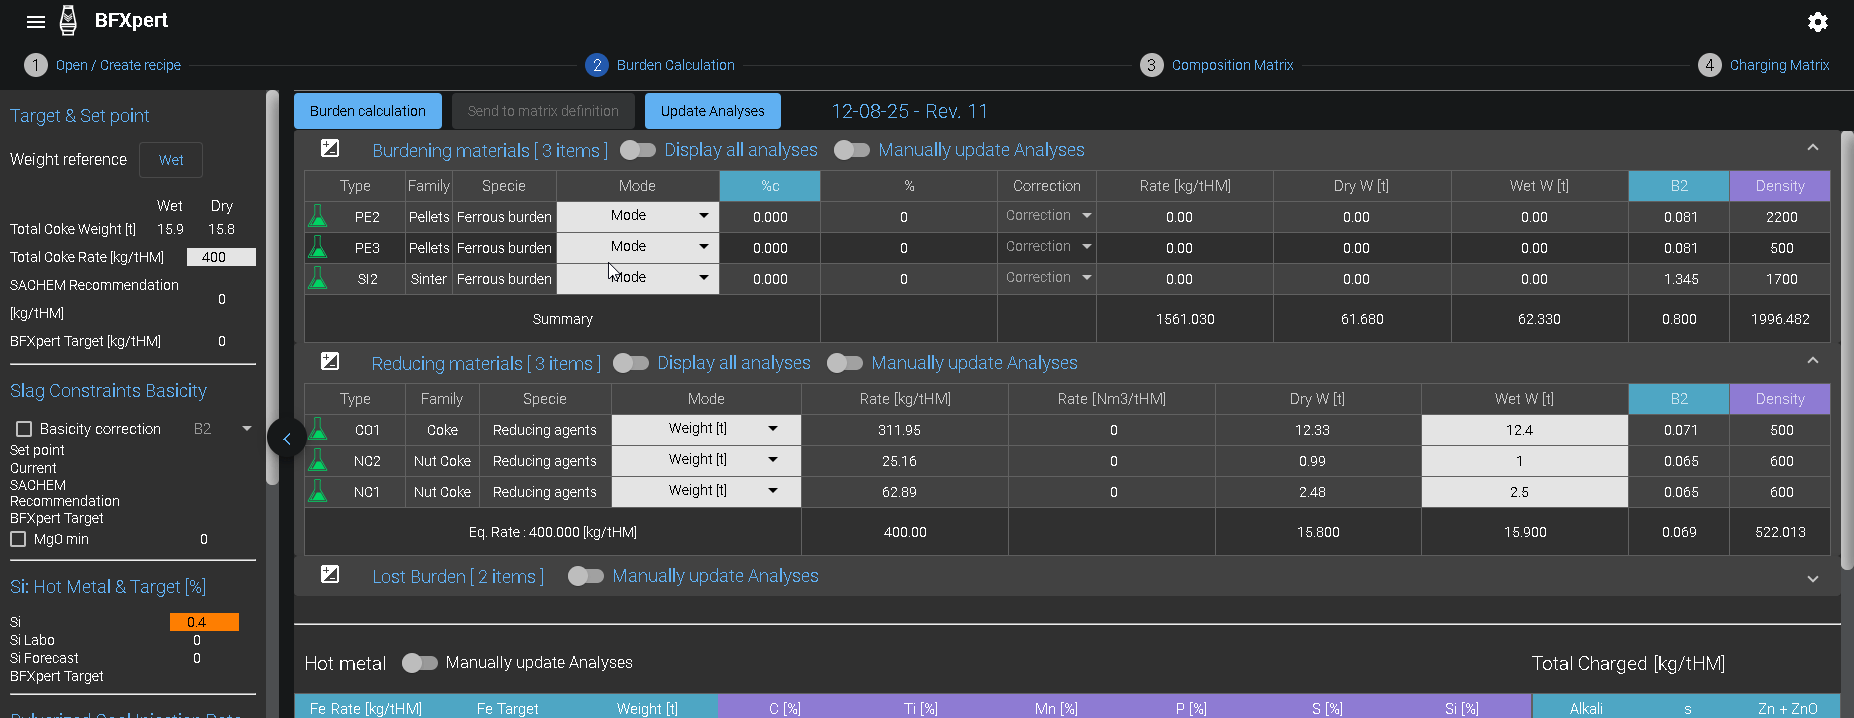 BFXpert
1 Open / Create recipe 2 Burden Calculation 3 Composition Matrix 4 Charging Matrix
Target & Set point
Weight reference Wet
Wet Dry
Total Coke Weight [t] 15.9 15.8
Total Coke Rate [kg/tHM] 400
SACHEM Recommendation
[kg/tHM] 0
BFXpert Target [kg/tHM] 0
Slag Constraints Basicity
Basicity correction B2
Set point
Current
SACHEM
Recommendation
BFXpert Target
MgO min 0
Si: Hot Metal & Target [%]
Si 0.4
Si Labo 0
Si Forecast 0
BFXpert Target
Burden calculation Send to matrix definition Update Analyses 12-08-25 - Rev. 11
Burdening materials [ 3 items ] Display all analyses Manually update Analyses
Type Family Specie Mode %c % Correction Rate [kg/tHM] Dry W [t] Wet W [t] B2 Density
PE2 Pellets Ferrous burden Mode 0.000 0 Correction 0.00 0.00 0.00 0.081 2200
PE3 Pellets Ferrous burden Mode 0.000 0 Correction 0.00 0.00 0.00 0.081 500
SI2 Sinter Ferrous burden Mode 0.000 0 Correction 0.00 0.00 0.00 1.345 1700
Summary 1561.030 61.680 62.330 0.800 1996.482
Reducing materials [ 3 items ] Display all analyses Manually update Analyses
Type Family Specie Mode Rate [kg/tHM] Rate [Nm3/tHM] Dry W [t] Wet W [t] B2 Density
CO1 Coke Reducing agents Weight [t] 311.95 0 12.33 12.4 0.071 500
NC2 Nut Coke Reducing agents Weight [t] 25.16 0 0.99 1 0.065 600
NC1 Nut Coke Reducing agents Weight [t] 62.89 0 2.48 2.5 0.065 600
Eq. Rate : 400.000 [kg/tHM] 400.00 15.800 15.900 0.069 522.013
Lost Burden [ 2 items ] Manually update Analyses
Hot metal Manually update Analyses Total Charged [kg/tHM]
Fe Rate [kg/tHM] Fe Target Weight [t] C [%] Ti [%] Mn [%] P [%] S [%] Si [%] Alkali s Zn + ZnO